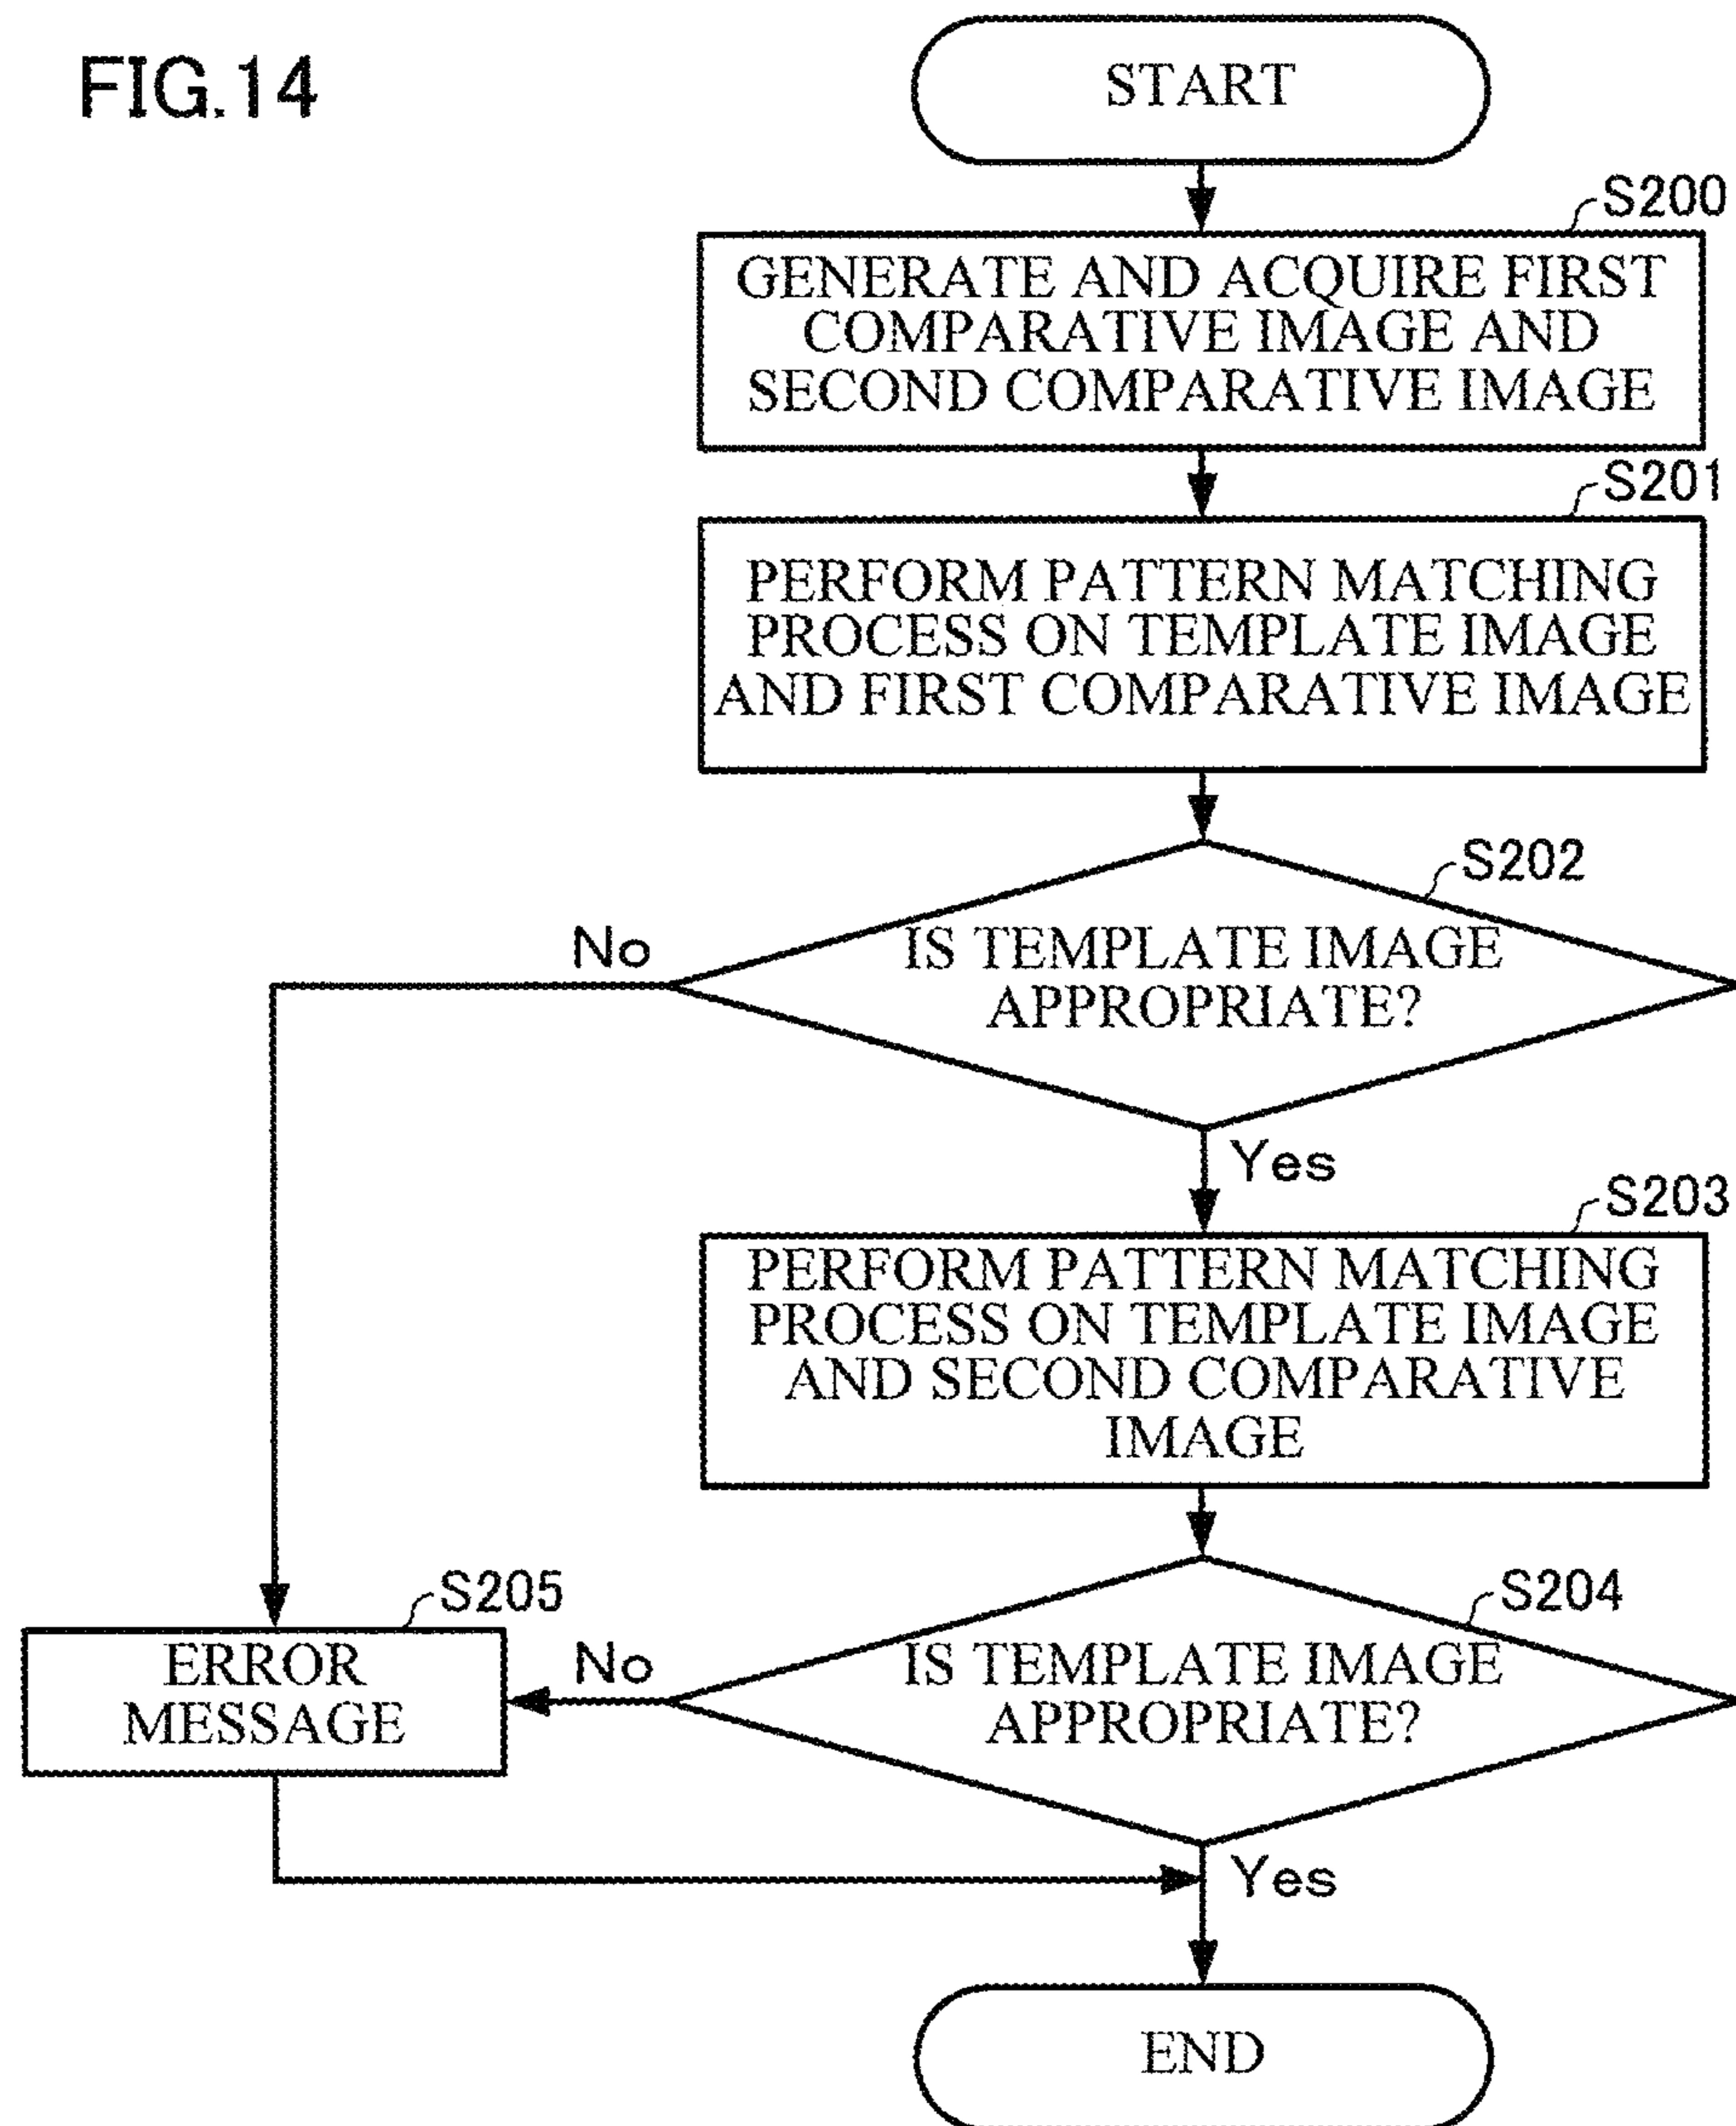 FIG.14
START
S200
GENERATE AND ACQUIRE FIRST
COMPARATIVE IMAGE AND
SECOND COMPARATIVE IMAGE
S201
PERFORM PATTERN MATCHING
PROCESS ON TEMPLATE IMAGE
AND FIRST COMPARATIVE IMAGE
S202
No
IS TEMPLATE IMAGE
APPROPRIATE?
Yes
S203
PERFORM PATTERN MATCHING
PROCESS ON TEMPLATE IMAGE
AND SECOND COMPARATIVE
IMAGE
S204
IS TEMPLATE IMAGE
APPROPRIATE?
No
S205
ERROR
MESSAGE
Yes
END